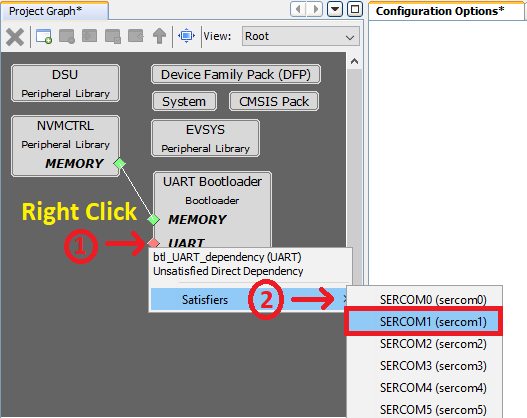 Project Graph*
Configuration Options*
View:
Root
DSU
Peripheral Library
Device Family Pack (DFP)
System
CMSIS Pack
NVMCTRL
Peripheral Library
MEMORY
EVSYS
Peripheral Library
UART Bootloader
Bootloader
MEMORY
UART
Right Click
1
btl_UART_dependency (UART)
Unsatisfied Direct Dependency
Satisfiers
2
SERCOM0 (sercom0)
SERCOM1 (sercom1)
SERCOM2 (sercom2)
SERCOM3 (sercom3)
SERCOM4 (sercom4)
SERCOM5 (sercom5)